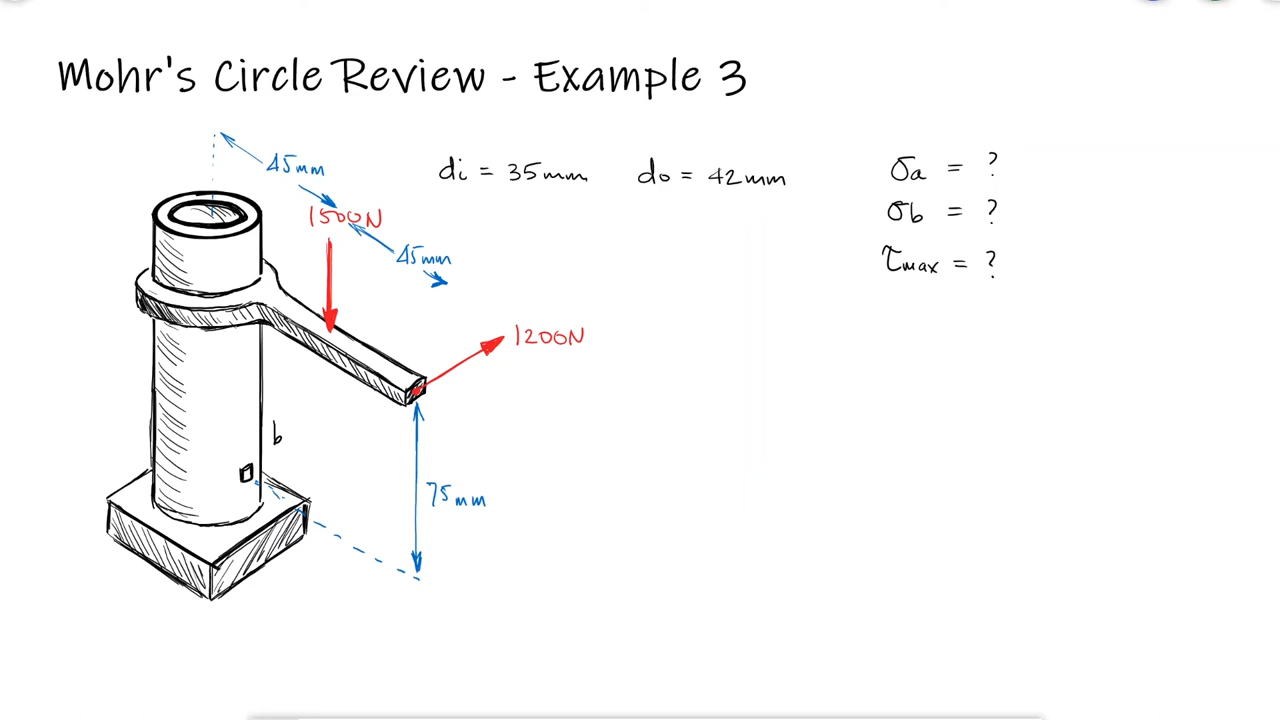 Mohr's Circle Review - Example 3
45mm
di = 35mm do = 42mm
σa = ?
σb = ?
τmax = ?
1500N
45mm
1200N
b
75mm